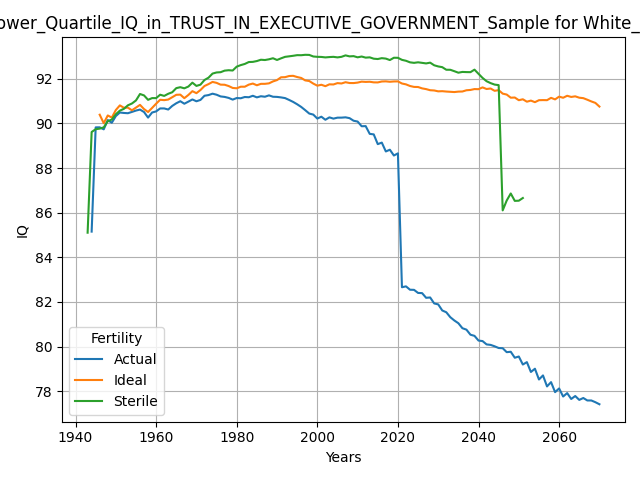 ower_Quartile_IQ_in_TRUST_IN_EXECUTIVE_GOVERNMENT_Sample for White_
92
90
88
86
84
82
80
78
IQ
Fertility
Actual
Ideal
Sterile
1940 1960 1980 2000 2020 2040 2060
Years